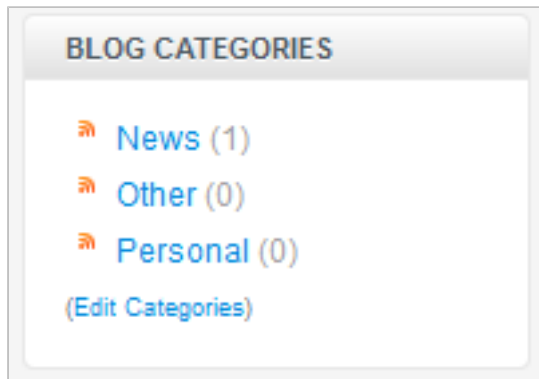 BLOG CATEGORIES
News (1)
Other (0)
Personal (0)
(Edit Categories)